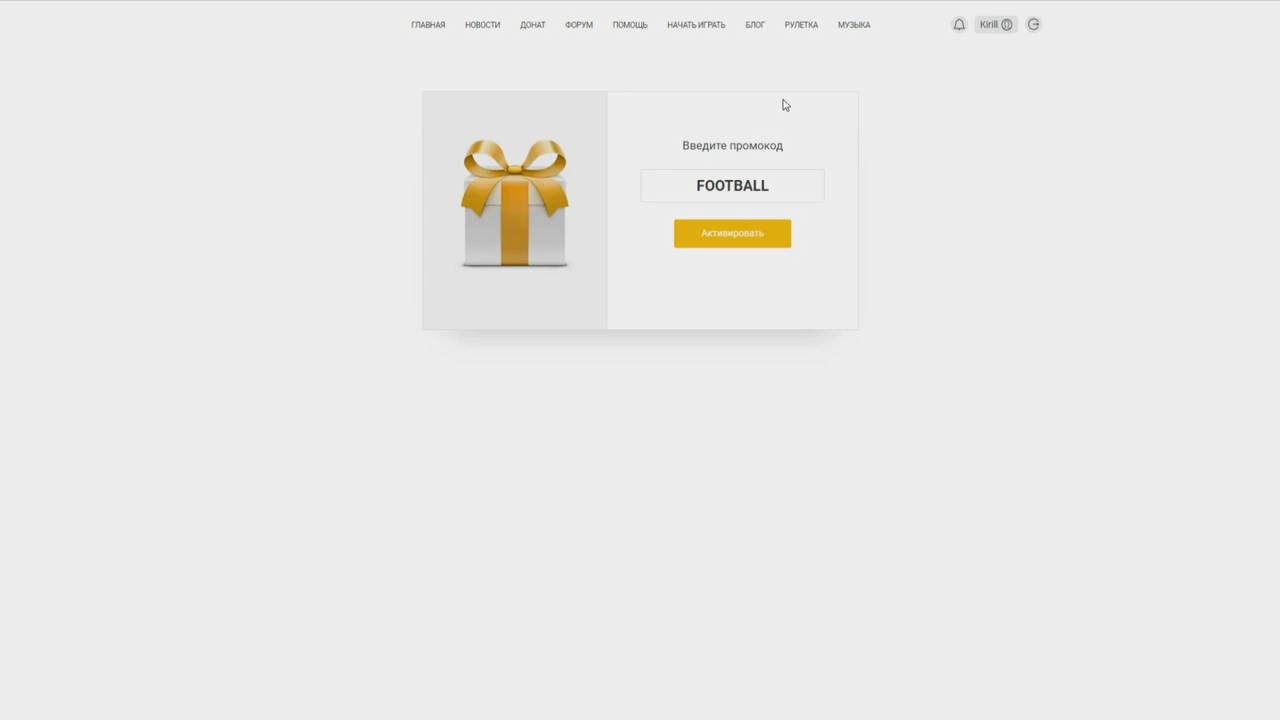 ГЛАВНАЯ НОВОСТИ ДОНАТ ФОРУМ ПОМОЩЬ НАЧАТЬ ИГРАТЬ БЛОГ РУЛЕТКА МУЗЫКА Kirill
Введите промокод
FOOTBALL
Активировать